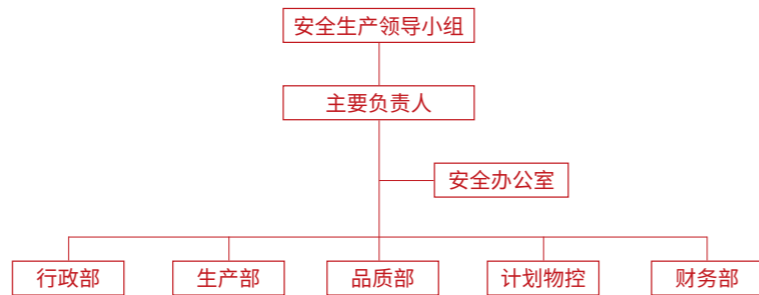 安全生产领导小组
主要负责人
安全办公室
行政部
生产部
品质部
计划物控
财务部